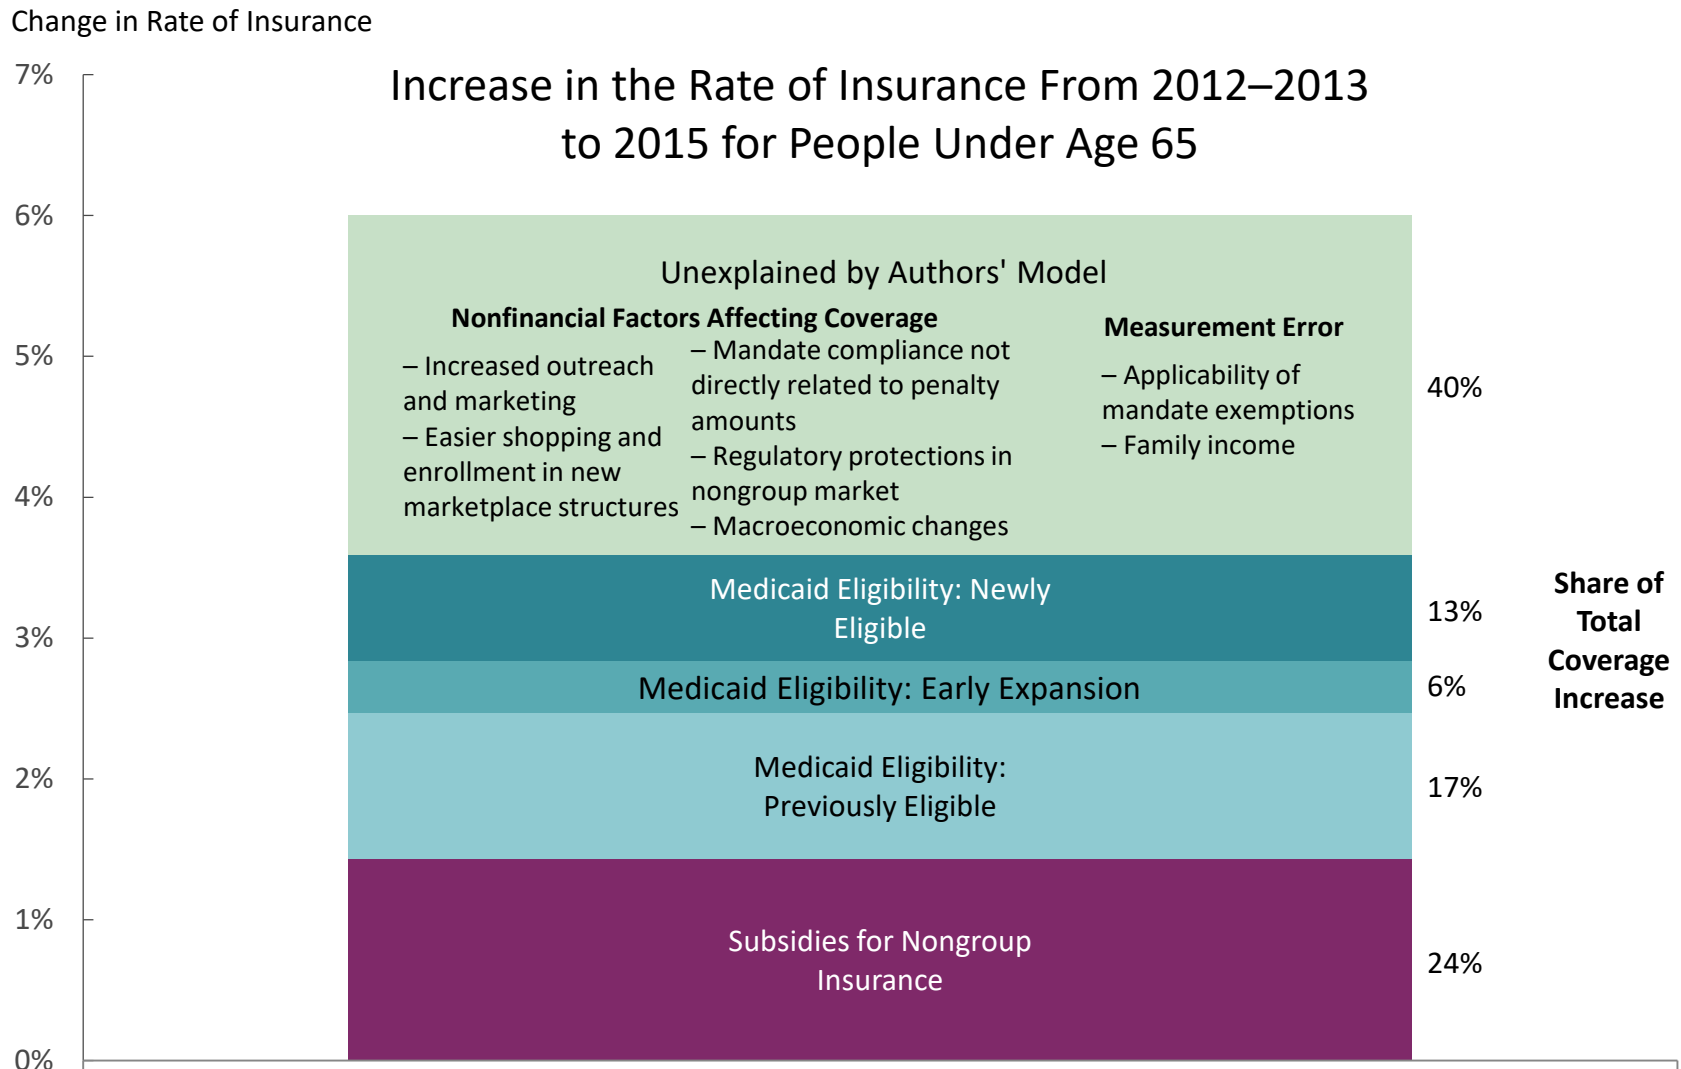 Change in Rate of Insurance
7%
Increase in the Rate of Insurance From 2012–2013
to 2015 for People Under Age 65
6%
Unexplained by Authors' Model
Nonfinancial Factors Affecting Coverage
– Increased outreach
and marketing
– Easier shopping and
enrollment in new
marketplace structures
– Mandate compliance not
directly related to penalty
amounts
– Regulatory protections in
nongroup market
– Macroeconomic changes
Measurement Error
– Applicability of
mandate exemptions
– Family income
40%
5%
4%
Medicaid Eligibility: Newly
Eligible
13%
Share of
Total
Coverage
Increase
3%
Medicaid Eligibility: Early Expansion
6%
Medicaid Eligibility:
Previously Eligible
17%
2%
1%
Subsidies for Nongroup
Insurance
24%
0%